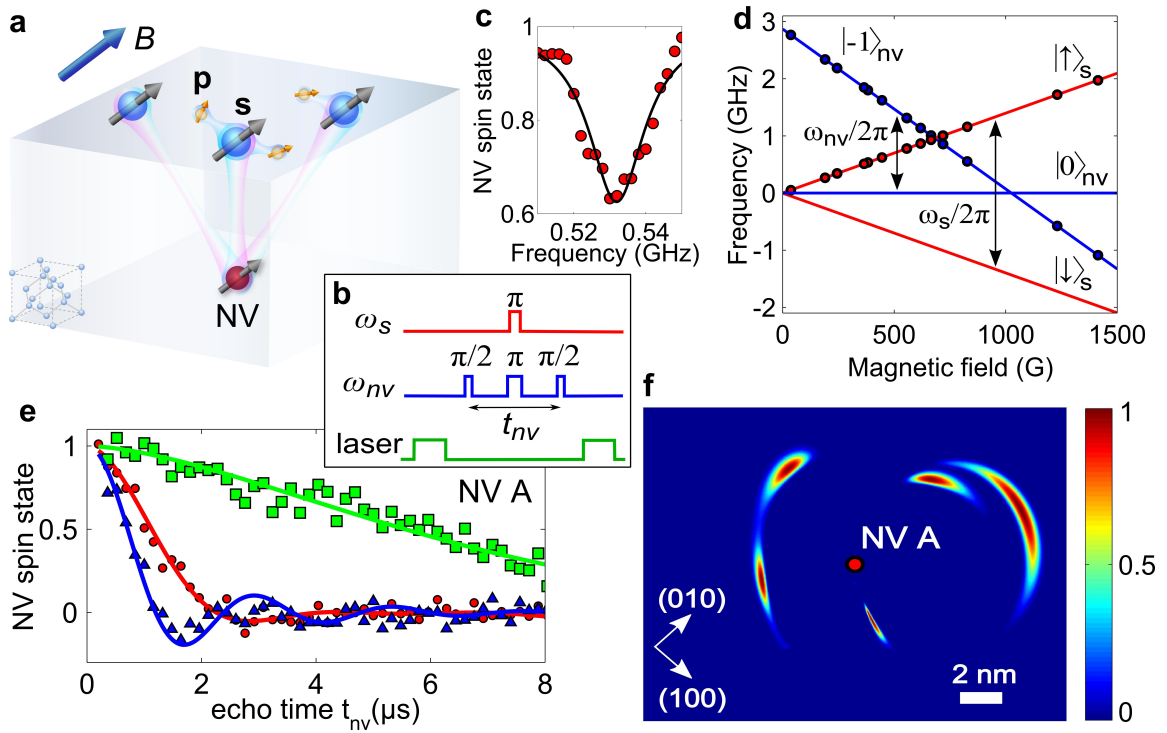 a
B
p
s
NV
c
NV spin state
1
0.8
0.6
0.52
0.54
Frequency (GHz)
d
Frequency (GHz)
3
2
1
0
-1
-2
|-1⟩nv
|↑⟩s
ωnv/2π
|0⟩nv
ωs/2π
|↓⟩s
0
500
1000
1500
Magnetic field (G)
b
π
ωs
π/2 π π/2
ωnv
tnv
laser
e
NV spin state
1
0.5
0
NV A
0
2
4
6
8
echo time tnv(μs)
f
NV A
(010)
(100)
2 nm
1
0.5
0